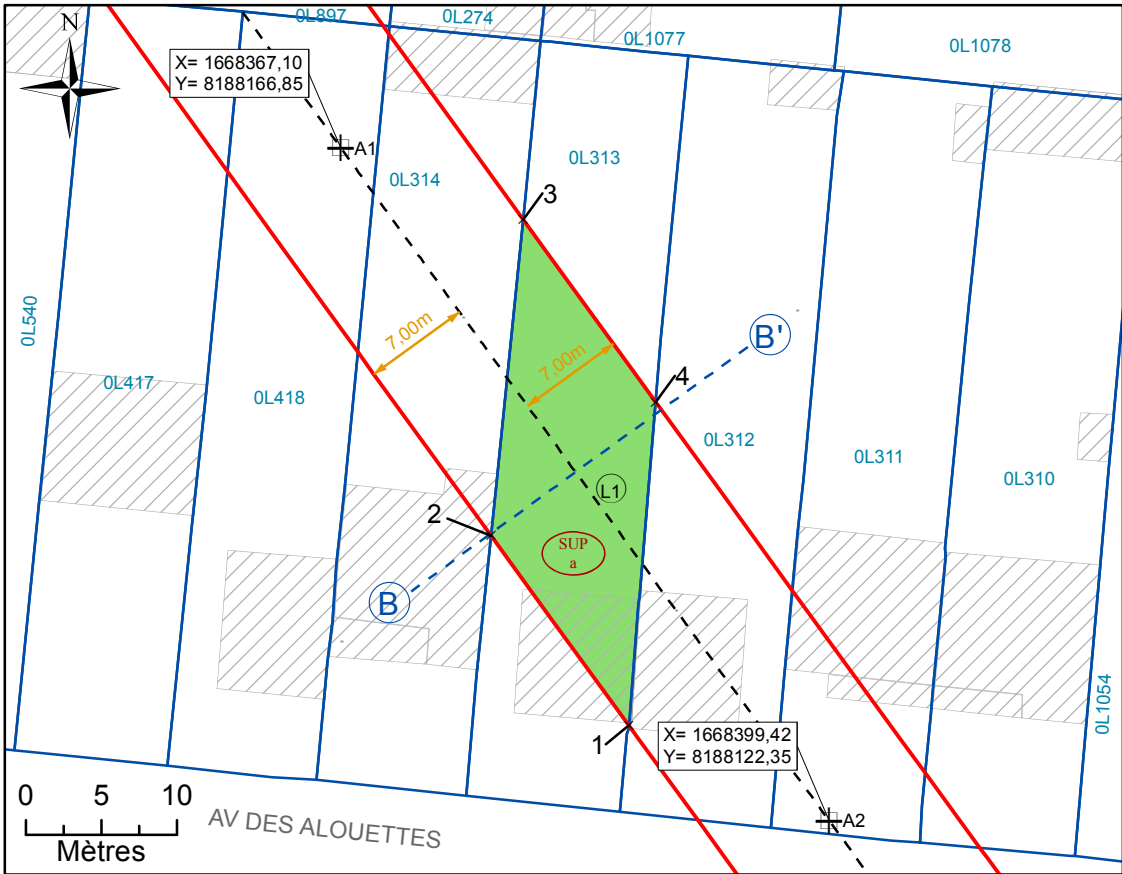 0L897
0L274
0L1077
0L1078
N
X= 1668367,10
Y= 8188166,85
A1
0L313
0L314
3
0L540
7,00m
7,00m
B'
0L417
0L418
4
0L312
0L311
0L310
L1
2
SUP
a
B
0L1054
1
X= 1668399,42
Y= 8188122,35
A2
0 5 10
Mètres
AV DES ALOUETTES